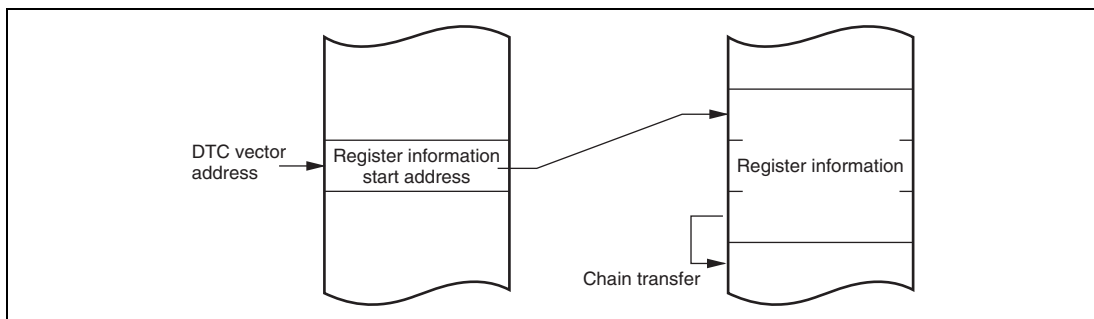 DTC vector
address
Register information
start address
Register information
Chain transfer